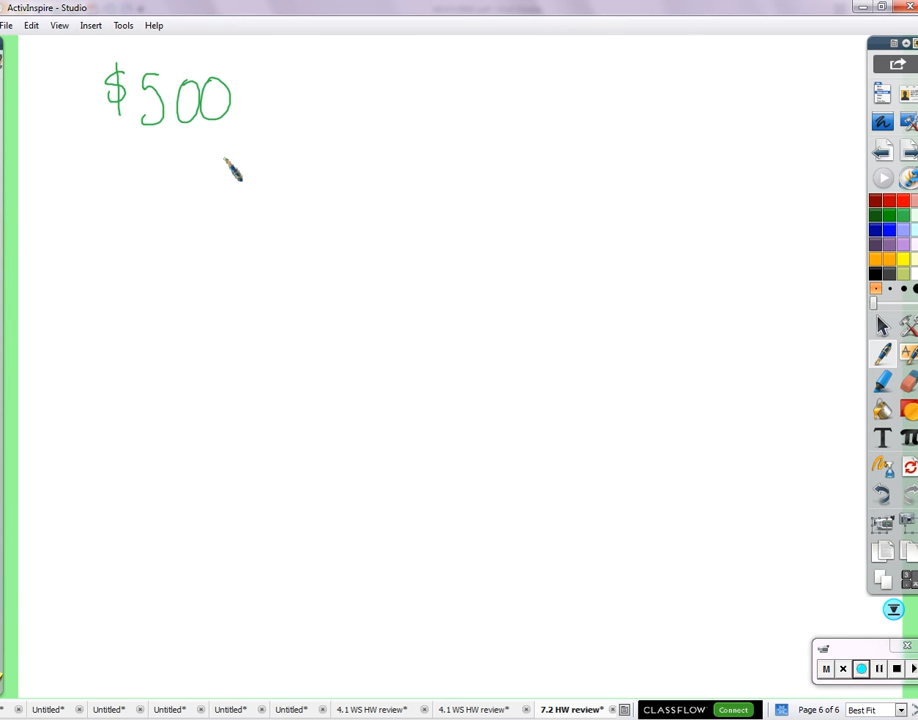 ActivInspire - Studio
File Edit View Insert Tools Help
$500
Untitled* Untitled* Untitled* Untitled* Untitled* 4.1 WS HW review* 4.1 WS HW review* 7.2 HW review* CLASSFLOW Connect Page 6 of 6 Best Fit